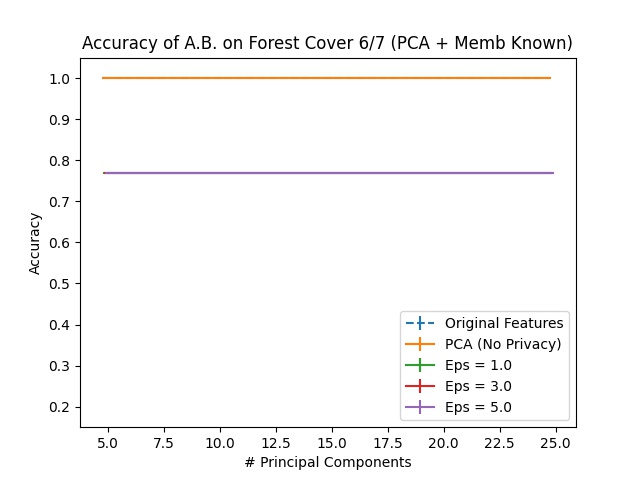 Accuracy of A.B. on Forest Cover 6/7 (PCA + Memb Known)
1.0
0.9
0.8
0.7
0.6
0.5
0.4
0.3
0.2
Accuracy
Original Features
PCA (No Privacy)
Eps = 1.0
Eps = 3.0
Eps = 5.0
5.0 7.5 10.0 12.5 15.0 17.5 20.0 22.5 25.0
# Principal Components